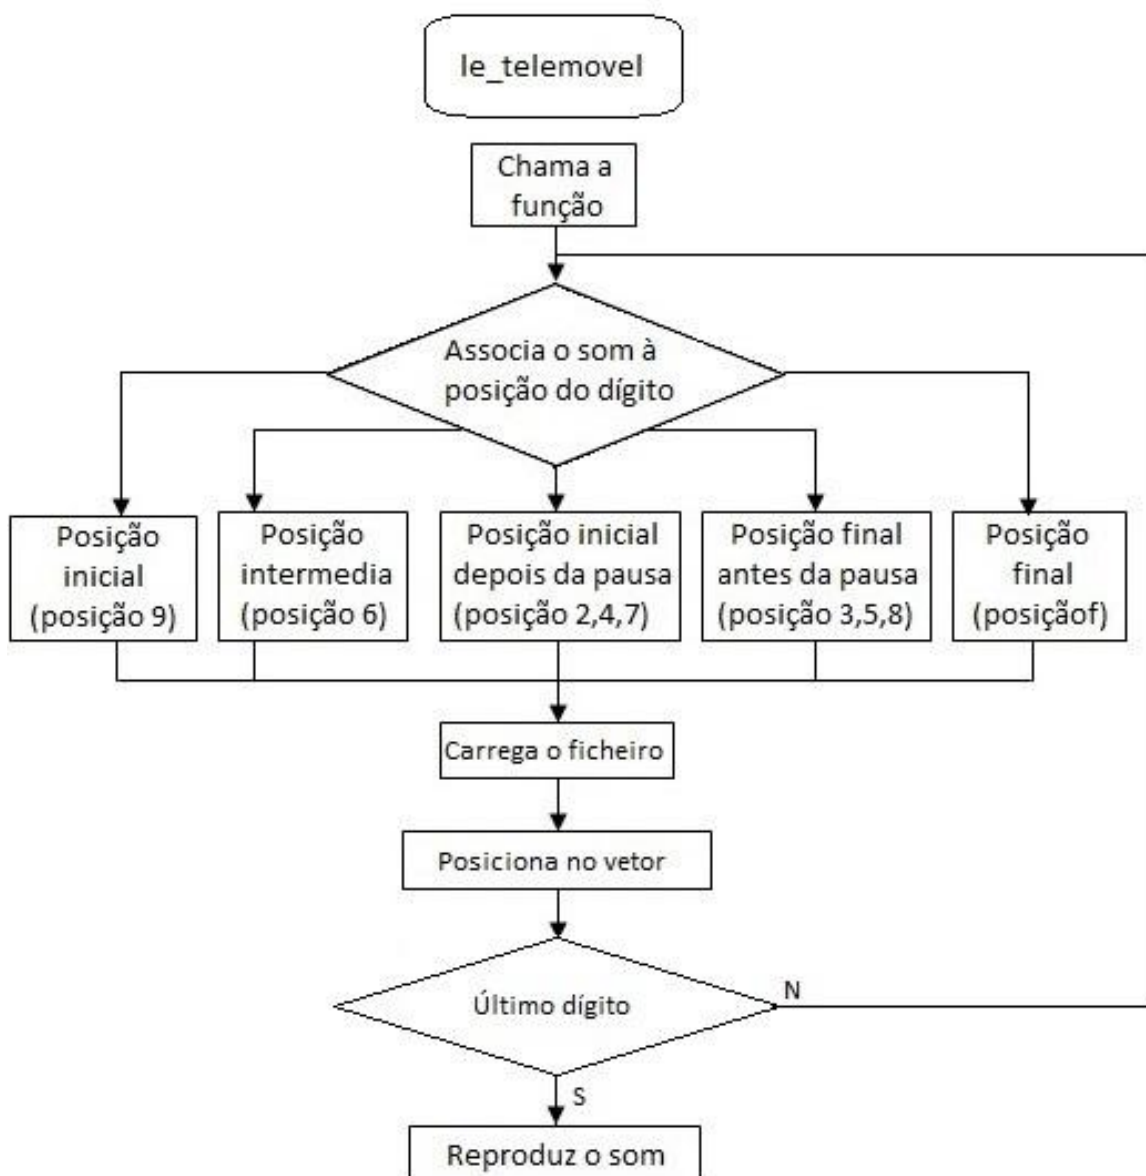 le_telemovel
Chama a
função
Associa o som à
posição do dígito
Posição
inicial
(posição 9)
Posição
intermedia
(posição 6)
Posição inicial
depois da pausa
(posição 2,4,7)
Posição final
antes da pausa
(posição 3,5,8)
Posição
final
(posiçãof)
Carrega o ficheiro
Posiciona no vetor
Último dígito
N
S
Reproduz o som